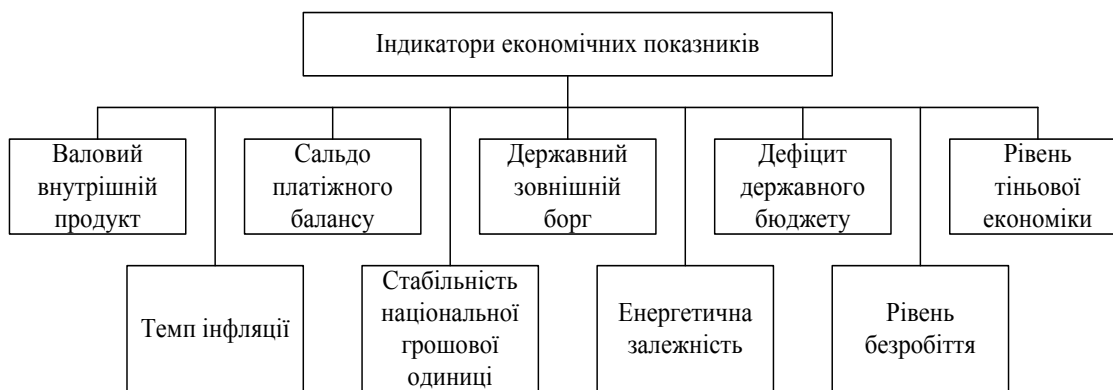 Індикатори економічних показників
Валовий
внутрішній
продукт
Сальдо
платіжного
балансу
Державний
зовнішній
борг
Дефіцит
державного
бюджету
Рівень
тіньової
економіки
Темп інфляції
Стабільність
національної
грошової
одиниці
Енергетична
залежність
Рівень
безробіття